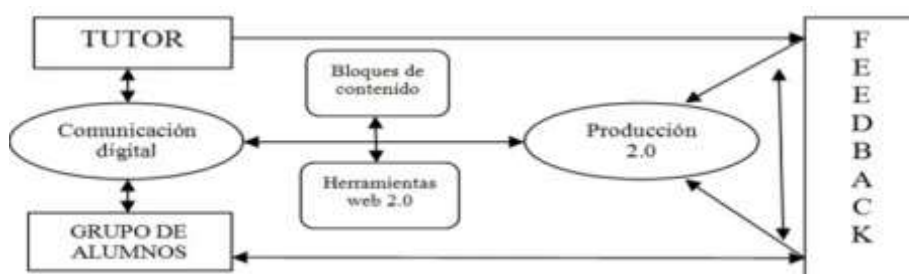 TUTOR
Bloques de
contenido
Comunicación
digital
Producción
2.0
Herramientas
web 2.0
GRUPO DE
ALUMNOS
F
E
E
D
B
A
C
K